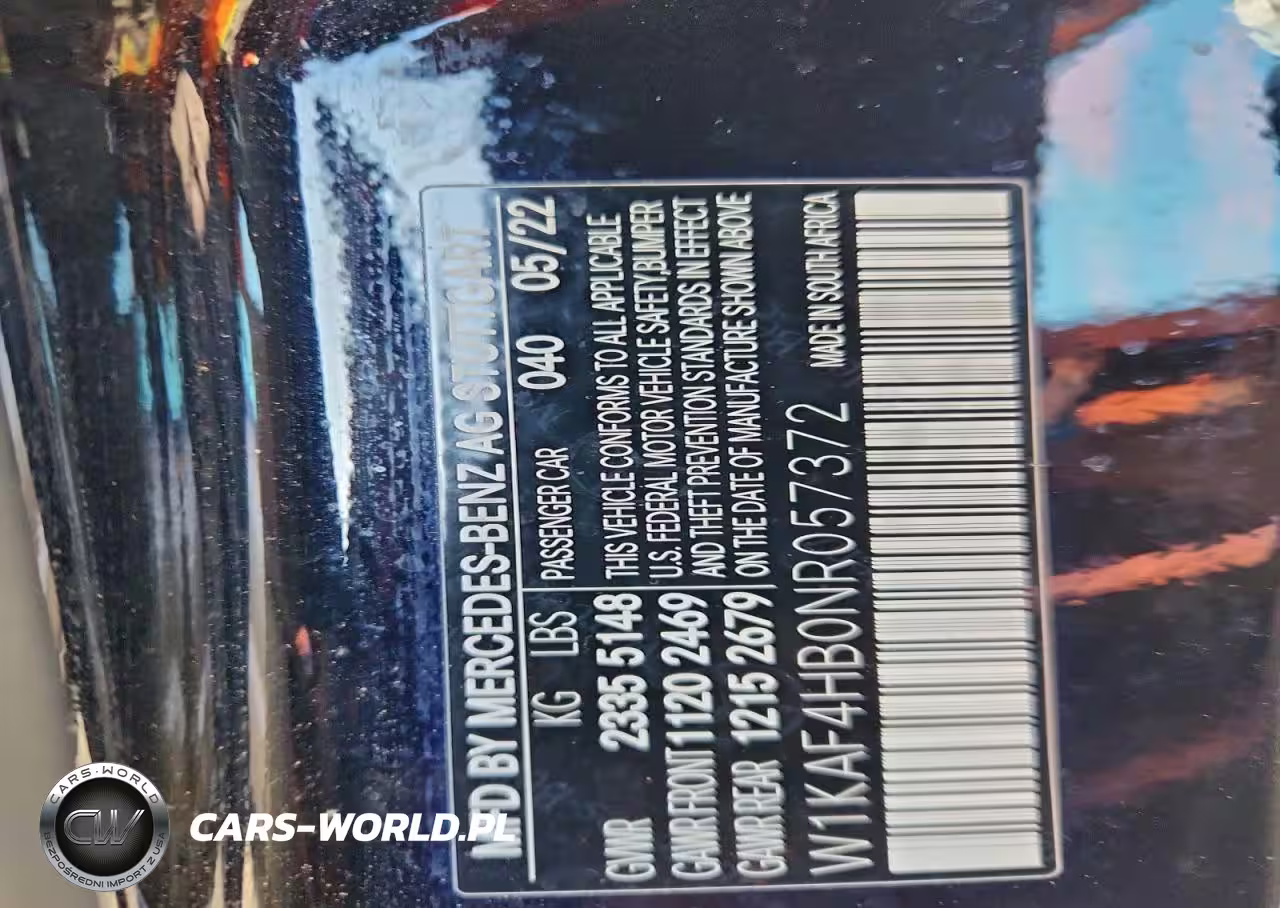 MFD BY MERCEDES-BENZ AG STUTTGART
KG LBS PASSENGER CAR 040 05/22
GVWR 2335 5148 THIS VEHICLE CONFORMS TO ALL APPLICABLE
U.S. FEDERAL MOTOR VEHICLE SAFETY,BUMPER
GAWR FRONT 1120 2469 AND THEFT PREVENTION STANDARDS IN EFFECT
GAWR REAR 1215 2679 ON THE DATE OF MANUFACTURE SHOWN ABOVE
W1KAF4HB0NR057372 MADE IN SOUTH AFRICA
CARS-WORLD
CW
BEZPOŚREDNI IMPORT Z USA
CARS-WORLD.PL